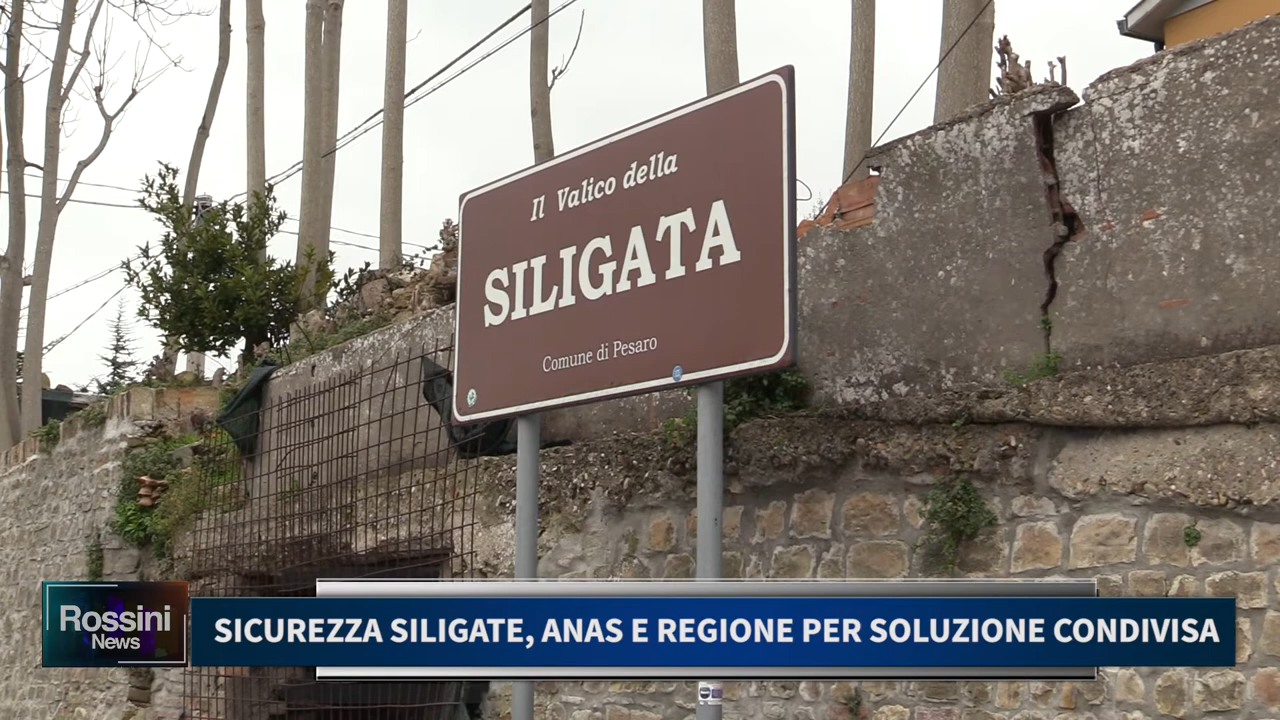 Il Valico della
SILIGATA
Comune di Pesaro
Rossini
News
SICUREZZA SILIGATE, ANAS E REGIONE PER SOLUZIONE CONDIVISA